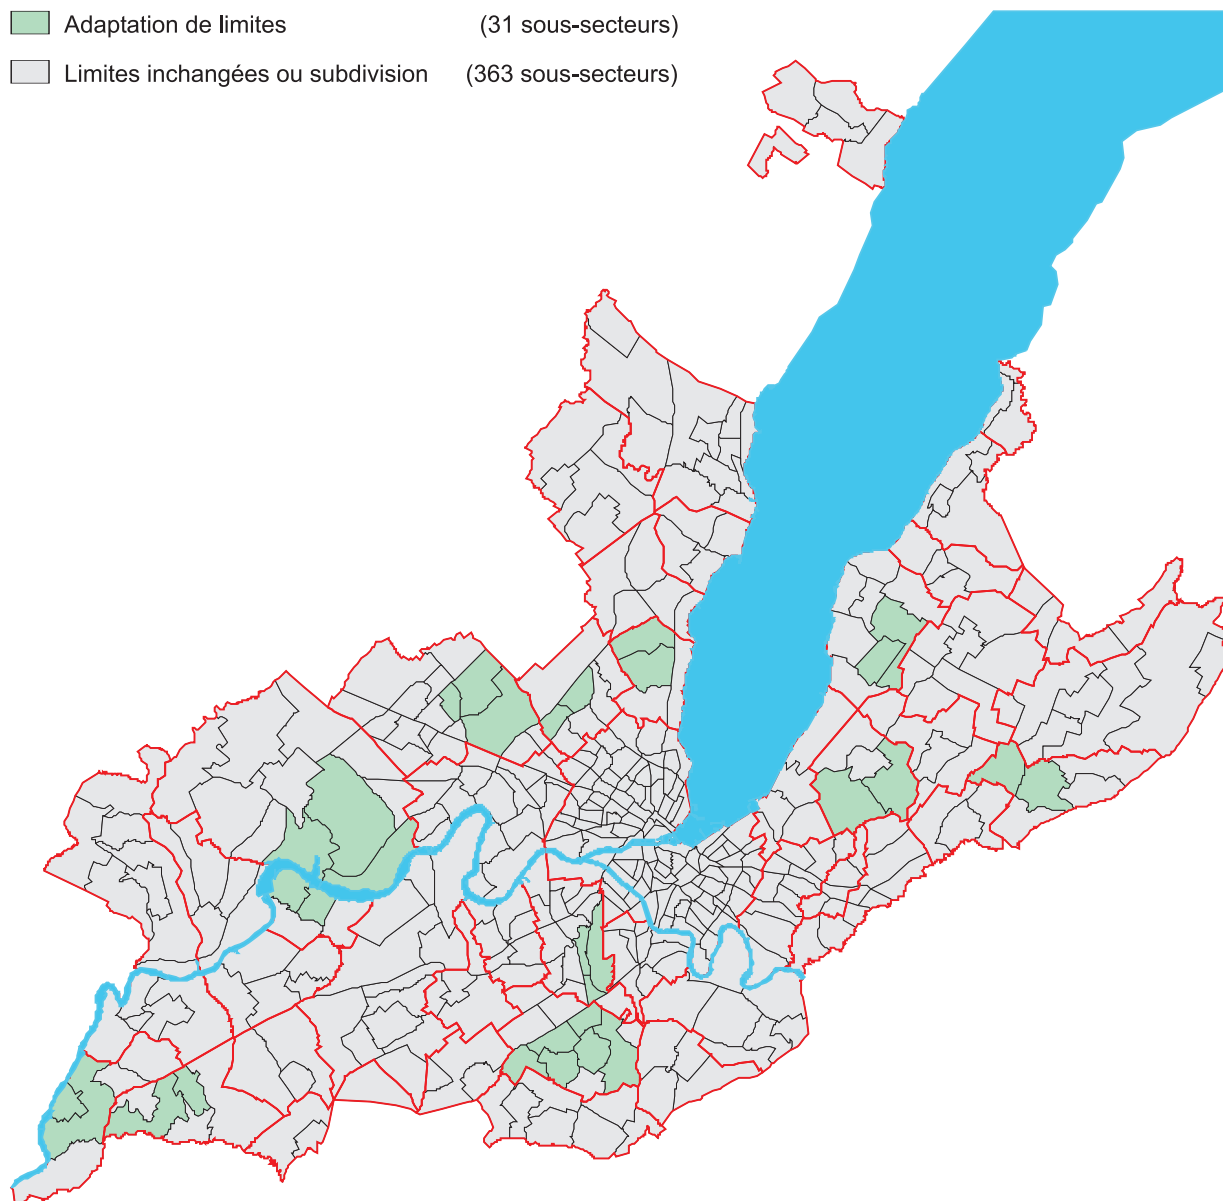 Adaptation de limites (31 sous-secteurs)
Limites inchangées ou subdivision (363 sous-secteurs)